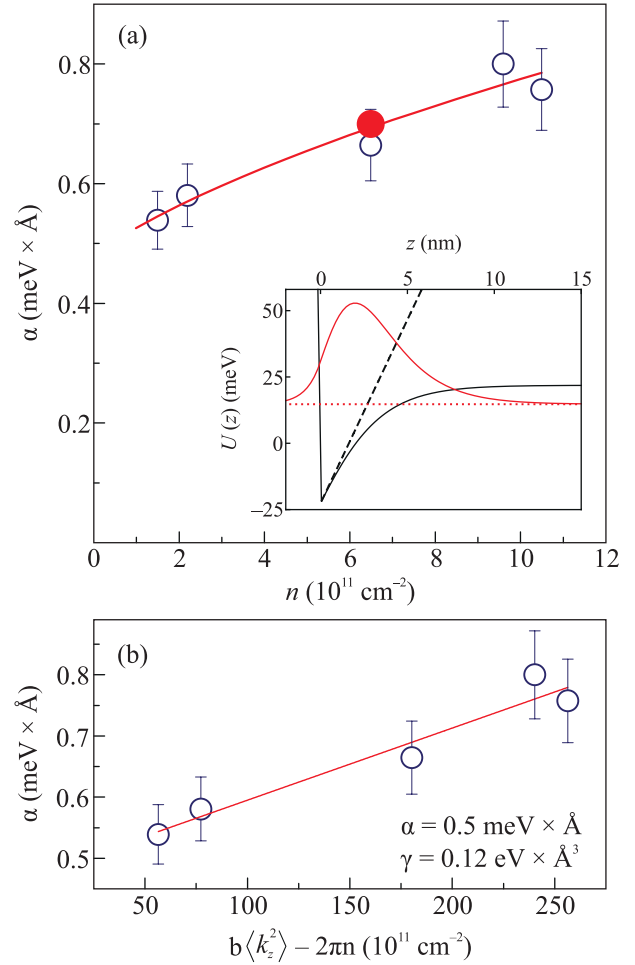 (a)
0.8
0.6
0.4
0.2
α (meV × Å)
0 2 4 6 8 10 12
n (10¹¹ cm⁻²)
z (nm)
0 5 10 15
50
25
0
−25
U (z) (meV)
(b)
0.8
0.7
0.6
0.5
α (meV × Å)
α = 0.5 meV × Å
γ = 0.12 eV × Å³
50 100 150 200 250
b⟨k_z²⟩ − 2πn (10¹¹ cm⁻²)